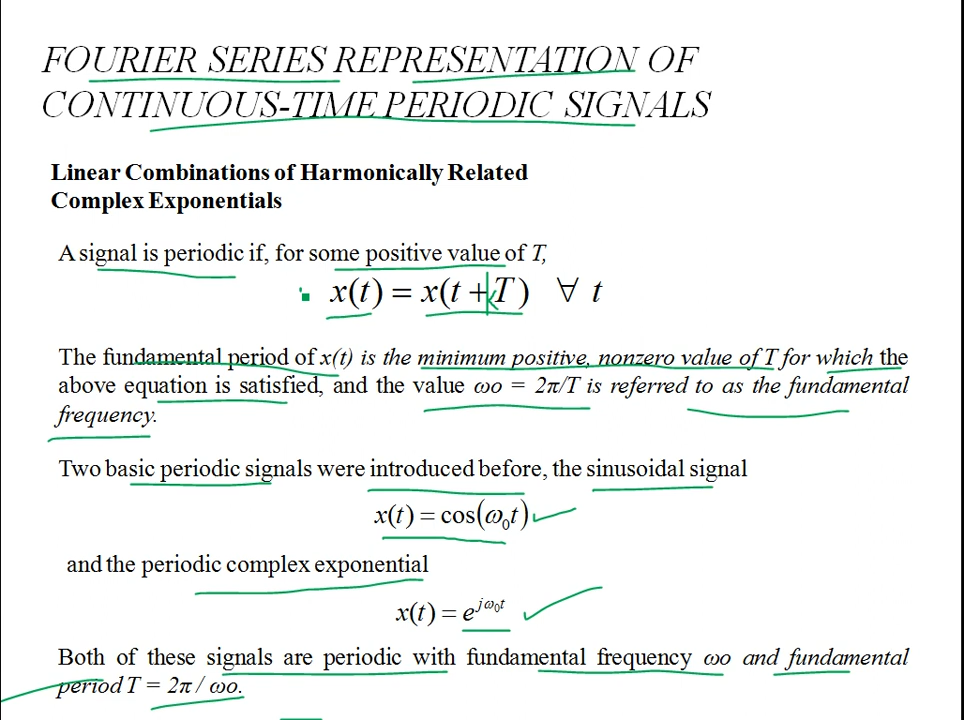 FOURIER SERIES REPRESENTATION OF
CONTINUOUS-TIME PERIODIC SIGNALS
Linear Combinations of Harmonically Related
Complex Exponentials
A signal is periodic if, for some positive value of T,
x(t) = x(t + kT) ∀ t
The fundamental period of x(t) is the minimum positive, nonzero value of T for which the
above equation is satisfied, and the value ωo = 2π/T is referred to as the fundamental
frequency.
Two basic periodic signals were introduced before, the sinusoidal signal
x(t) = cos(ω₀t)
and the periodic complex exponential
x(t) = e^{jω₀t}
Both of these signals are periodic with fundamental frequency ωo and fundamental
period T = 2π / ωo.